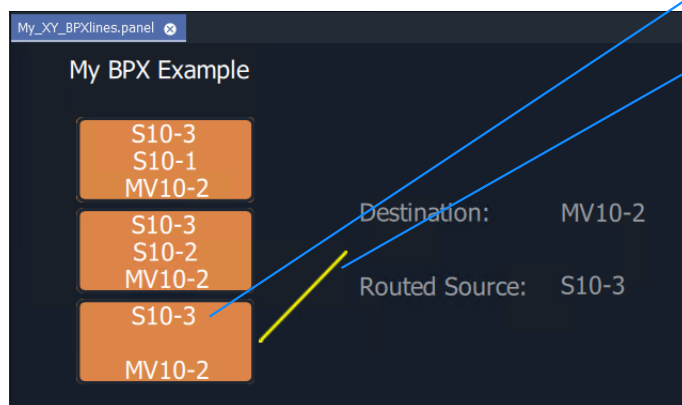 My_XY_BPXlines.panel
My BPX Example
S10-3
S10-1
MV10-2
S10-3
S10-2
MV10-2
S10-3
MV10-2
Destination: MV10-2
Routed Source: S10-3